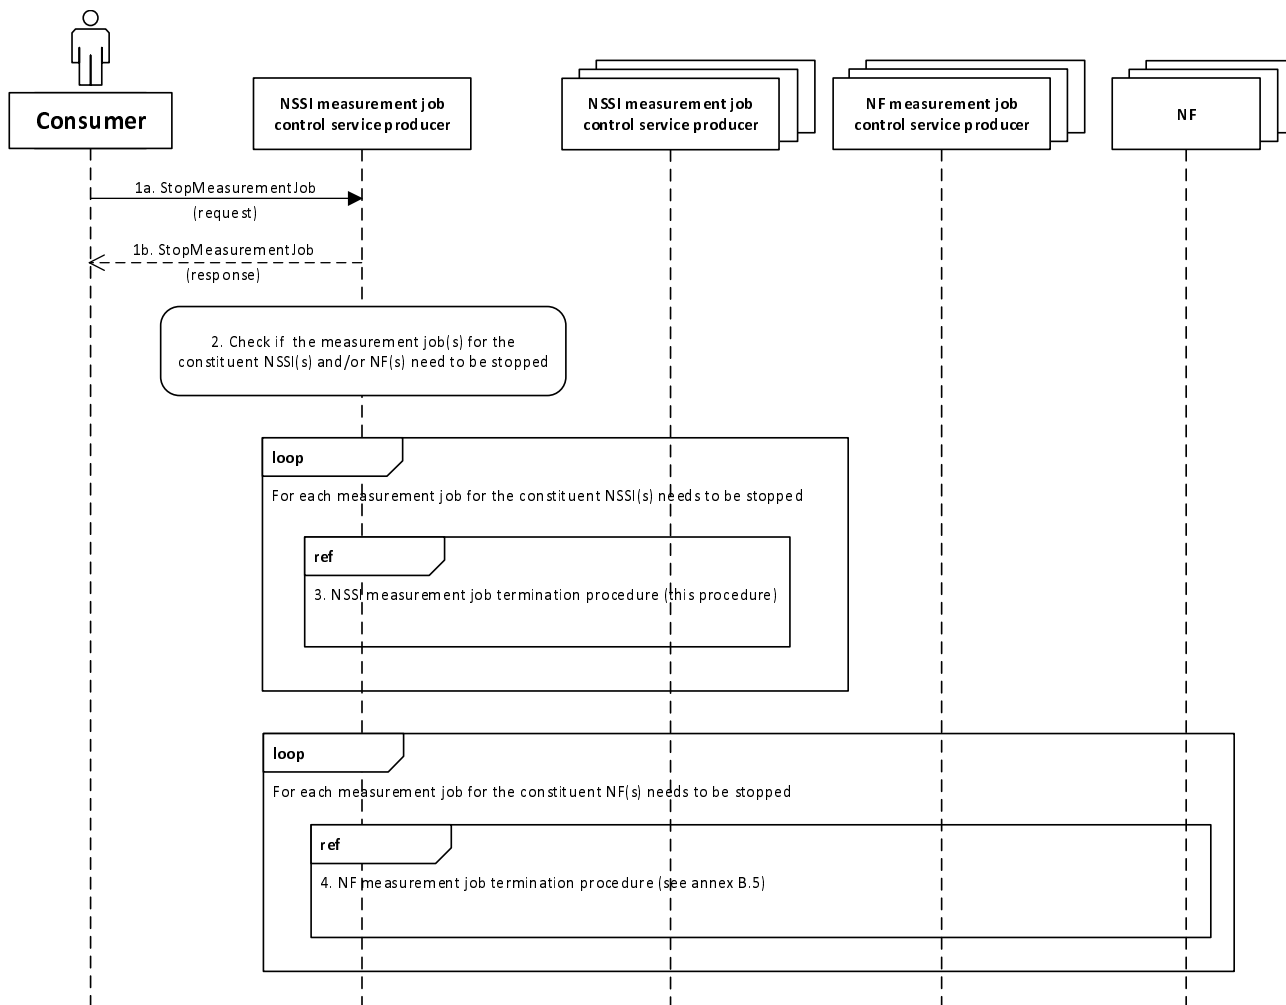 Consumer
NSSI measurement job
control service producer
NSSI measurement job
control service producer
NF measurement job
control service producer
NF
1a. StopMeasurementJob
(request)
1b. StopMeasurementJob
(response)
2. Check if the measurement job(s) for the
constituent NSSI(s) and/or NF(s) need to be stopped
loop
For each measurement job for the constituent NSSI(s) needs to be stopped
ref
3. NSSI measurement job termination procedure (this procedure)
loop
For each measurement job for the constituent NF(s) needs to be stopped
ref
4. NF measurement job termination procedure (see annex B.5)